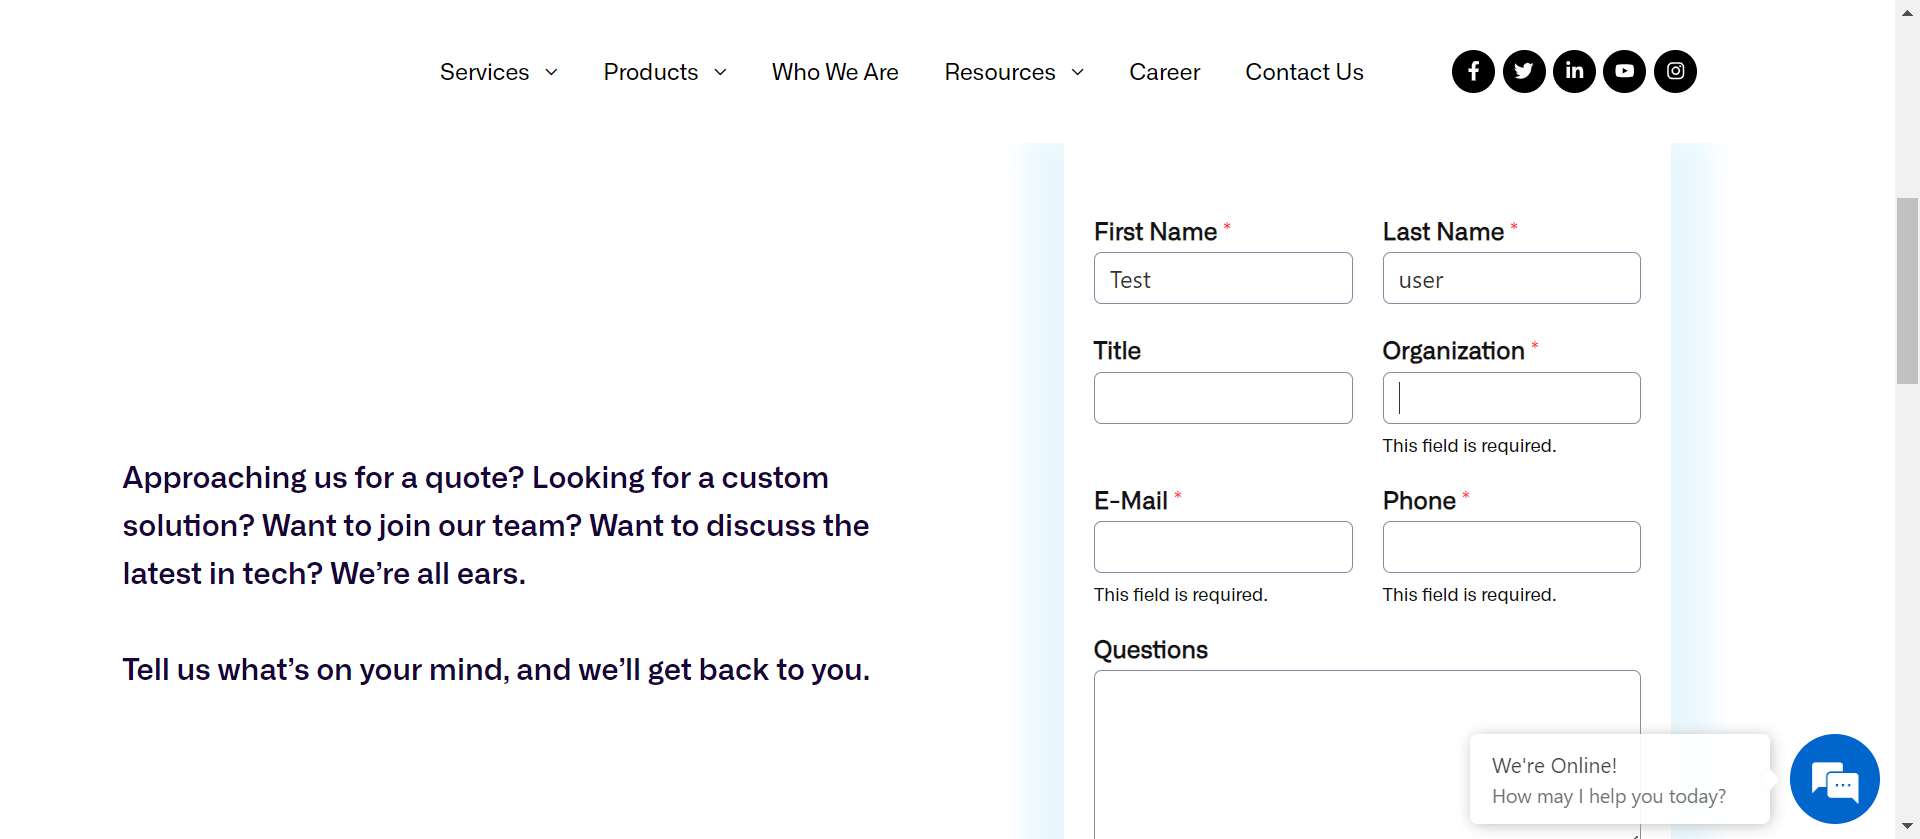 Services Products Who We Are Resources Career Contact Us
First Name * Last Name *
Test user
Title Organization *
This field is required.
E-Mail * Phone *
This field is required. This field is required.
Questions
Approaching us for a quote? Looking for a custom
solution? Want to join our team? Want to discuss the
latest in tech? We’re all ears.
Tell us what’s on your mind, and we’ll get back to you.
We're Online!
How may I help you today?